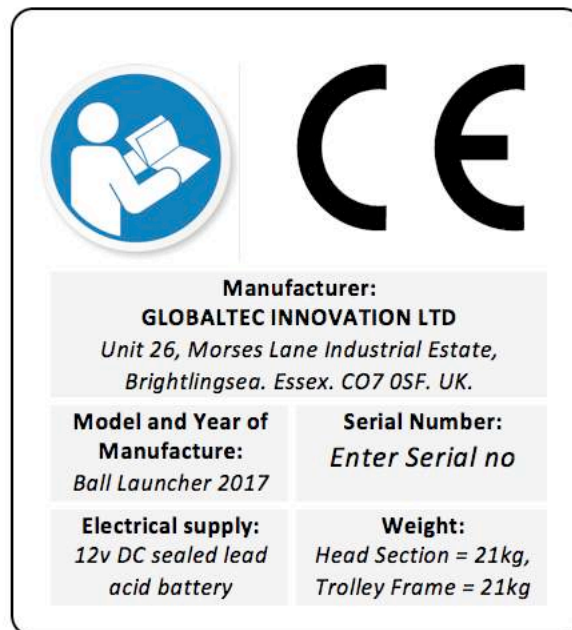 CE
Manufacturer:
GLOBALTEC INNOVATION LTD
Unit 26, Morses Lane Industrial Estate,
Brightlingsea. Essex. CO7 0SF. UK.
Model and Year of
Manufacture:
Ball Launcher 2017
Serial Number:
Enter Serial no
Electrical supply:
12v DC sealed lead
acid battery
Weight:
Head Section = 21kg,
Trolley Frame = 21kg